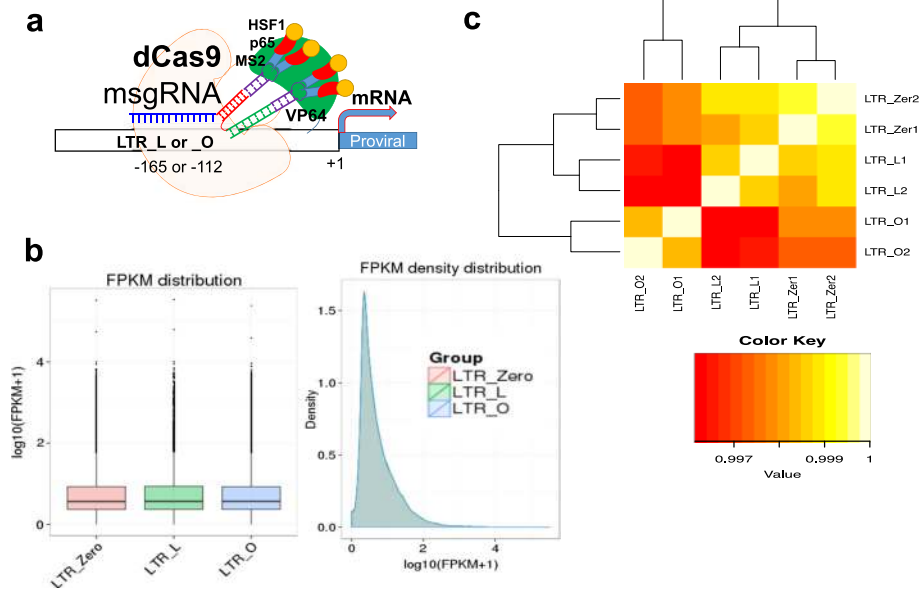 a
HSF1
p65
MS2
dCas9
msgRNA
mRNA
VP64
LTR_L or _O
Proviral
-165 or -112
+1
b
FPKM distribution
log10(FPKM+1)
4
2
0
LTR_Zero
LTR_L
LTR_O
FPKM density distribution
Density
1.5
1.0
0.5
0.0
Group
LTR_Zero
LTR_L
LTR_O
0
2
4
log10(FPKM+1)
c
LTR_Zer2
LTR_Zer1
LTR_L1
LTR_L2
LTR_O1
LTR_O2
LTR_O2
LTR_O1
LTR_L2
LTR_L1
LTR_Zer1
LTR_Zer2
Color Key
0.997
0.999
1
Value